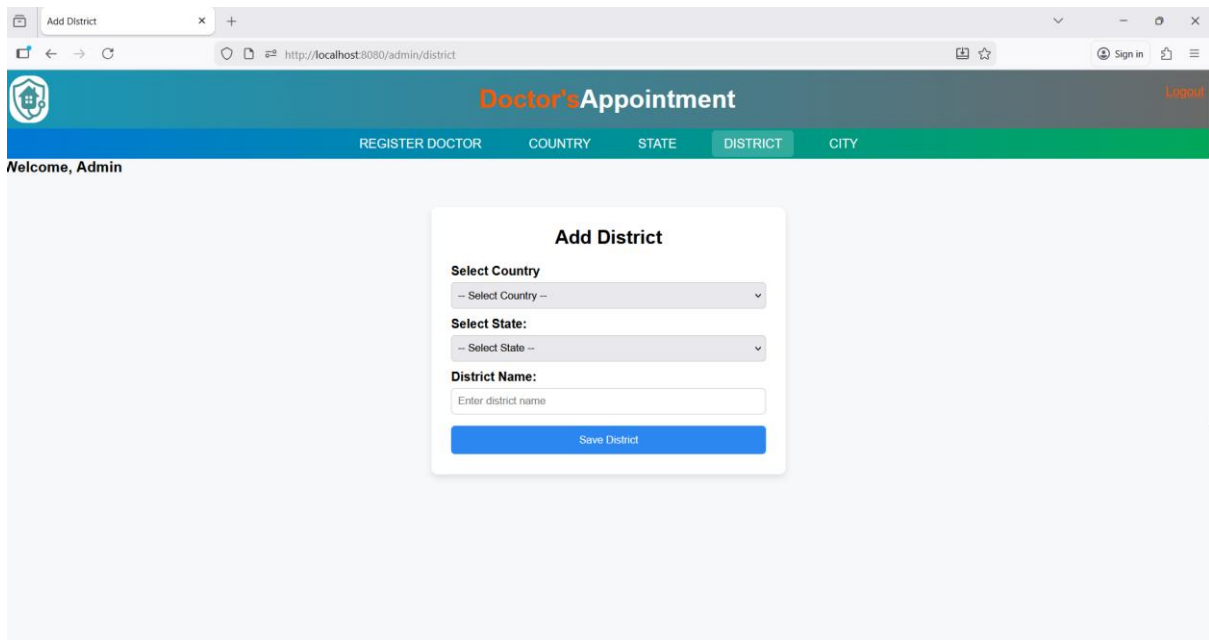 Add District
http://localhost:8080/admin/district
Sign in
Doctor'sAppointment
Logout
REGISTER DOCTOR COUNTRY STATE DISTRICT CITY
Welcome, Admin
Add District
Select Country
-- Select Country --
Select State:
-- Select State --
District Name:
Enter district name
Save District